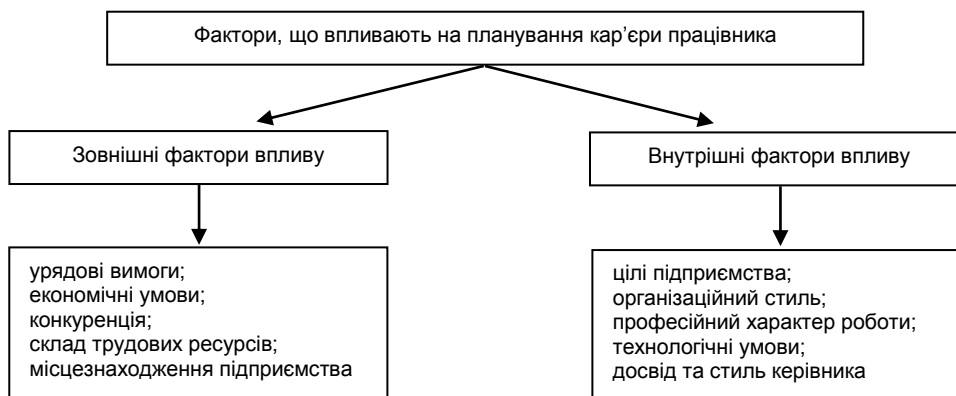 Фактори, що впливають на планування кар’єри працівника
Зовнішні фактори впливу
Внутрішні фактори впливу
урядові вимоги;
економічні умови;
конкуренція;
склад трудових ресурсів;
місцезнаходження підприємства
цілі підприємства;
організаційний стиль;
професійний характер роботи;
технологічні умови;
досвід та стиль керівника